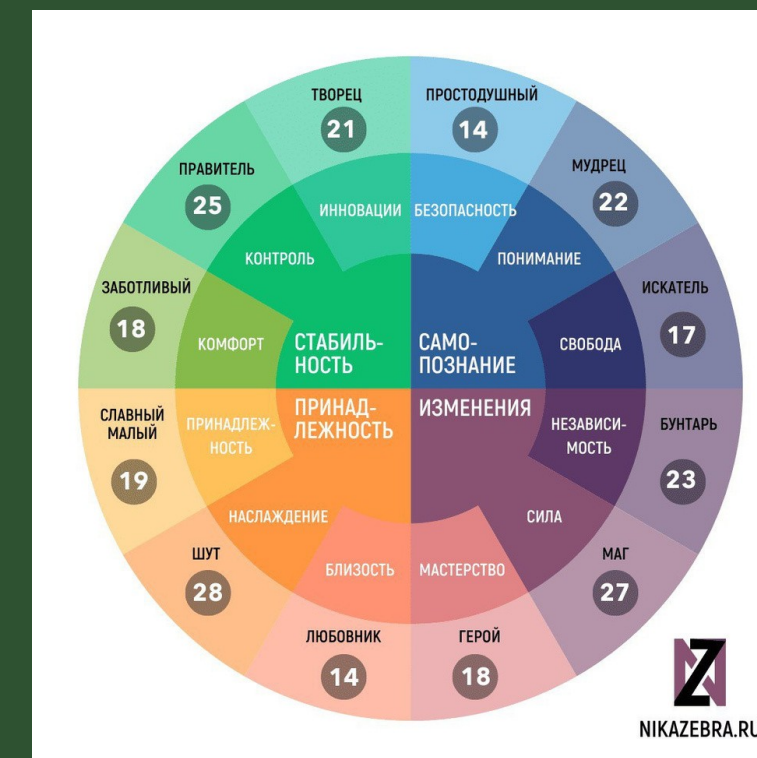 ТВОРЕЦ
21
ПРОСТОДУШНЫЙ
14
ПРАВИТЕЛЬ
25
МУДРЕЦ
22
ИННОВАЦИИ
БЕЗОПАСНОСТЬ
КОНТРОЛЬ
ПОНИМАНИЕ
ЗАБОТЛИВЫЙ
18
ИСКАТЕЛЬ
17
КОМФОРТ
СТАБИЛЬ-
НОСТЬ
САМО-
ПОЗНАНИЕ
СВОБОДА
СЛАВНЫЙ
МАЛЫЙ
19
ПРИНАДЛЕЖ-
НОСТЬ
ПРИНАД-
ЛЕЖНОСТЬ
ИЗМЕНЕНИЯ
НЕЗАВИСИ-
МОСТЬ
БУНТАРЬ
23
НАСЛАЖДЕНИЕ
СИЛА
ШУТ
28
БЛИЗОСТЬ
МАСТЕРСТВО
МАГ
27
ЛЮБОВНИК
14
ГЕРОЙ
18
NZ
NIKAZEBRA.RU